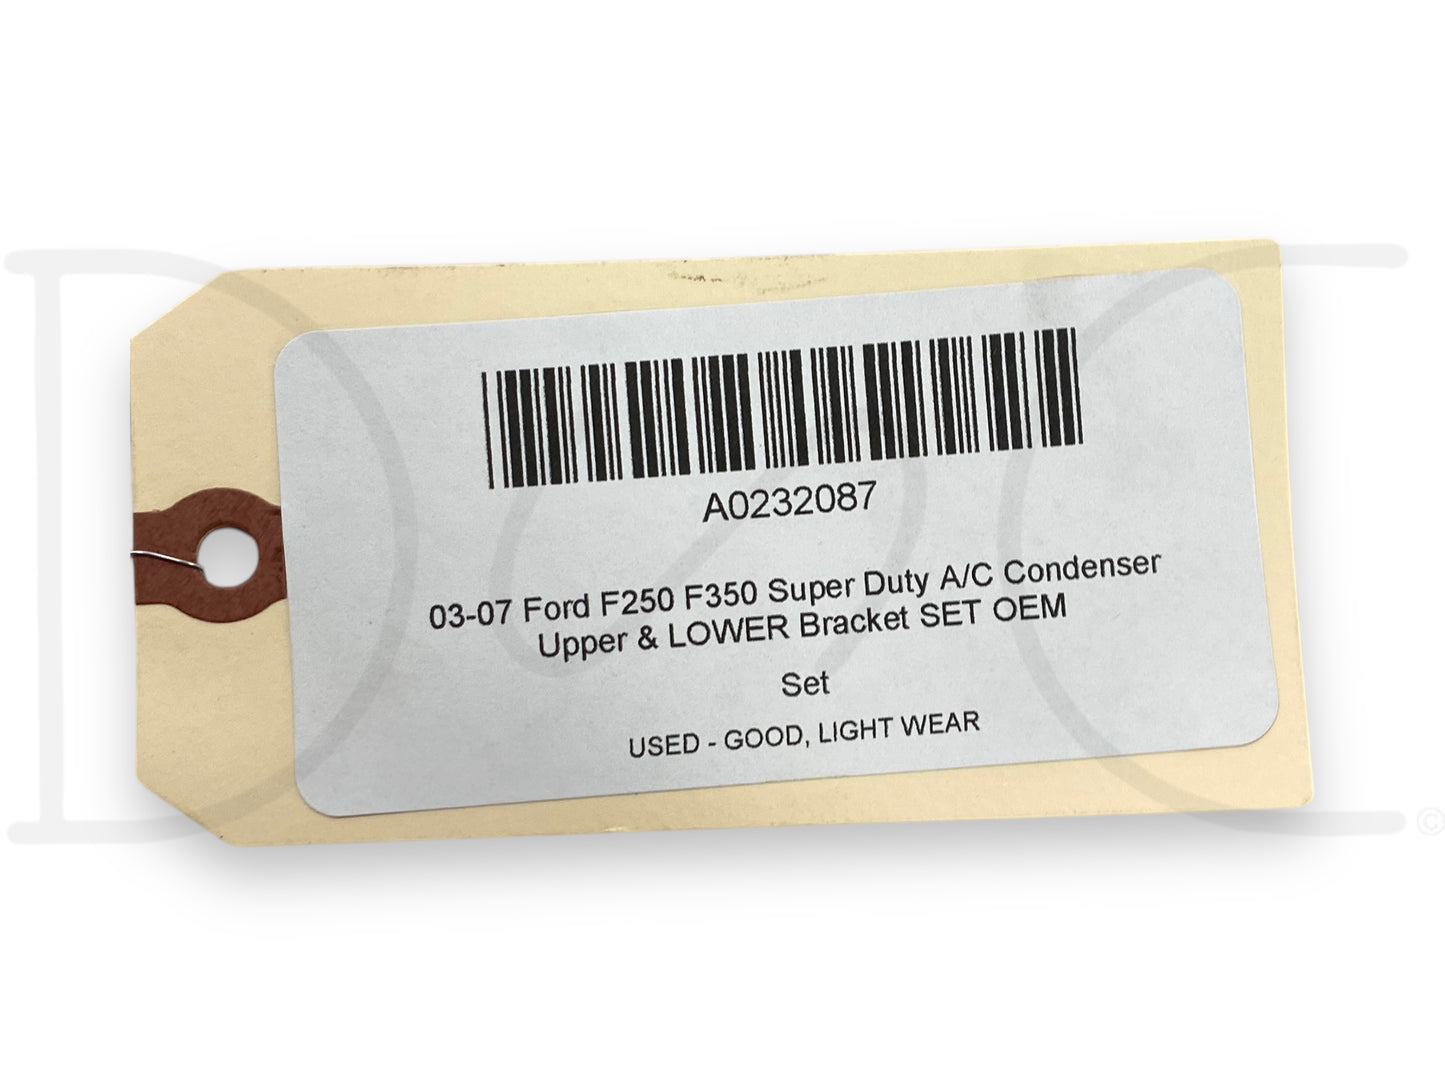 A0232087
03-07 Ford F250 F350 Super Duty A/C Condenser
Upper & LOWER Bracket SET OEM
Set
USED - GOOD, LIGHT WEAR
©